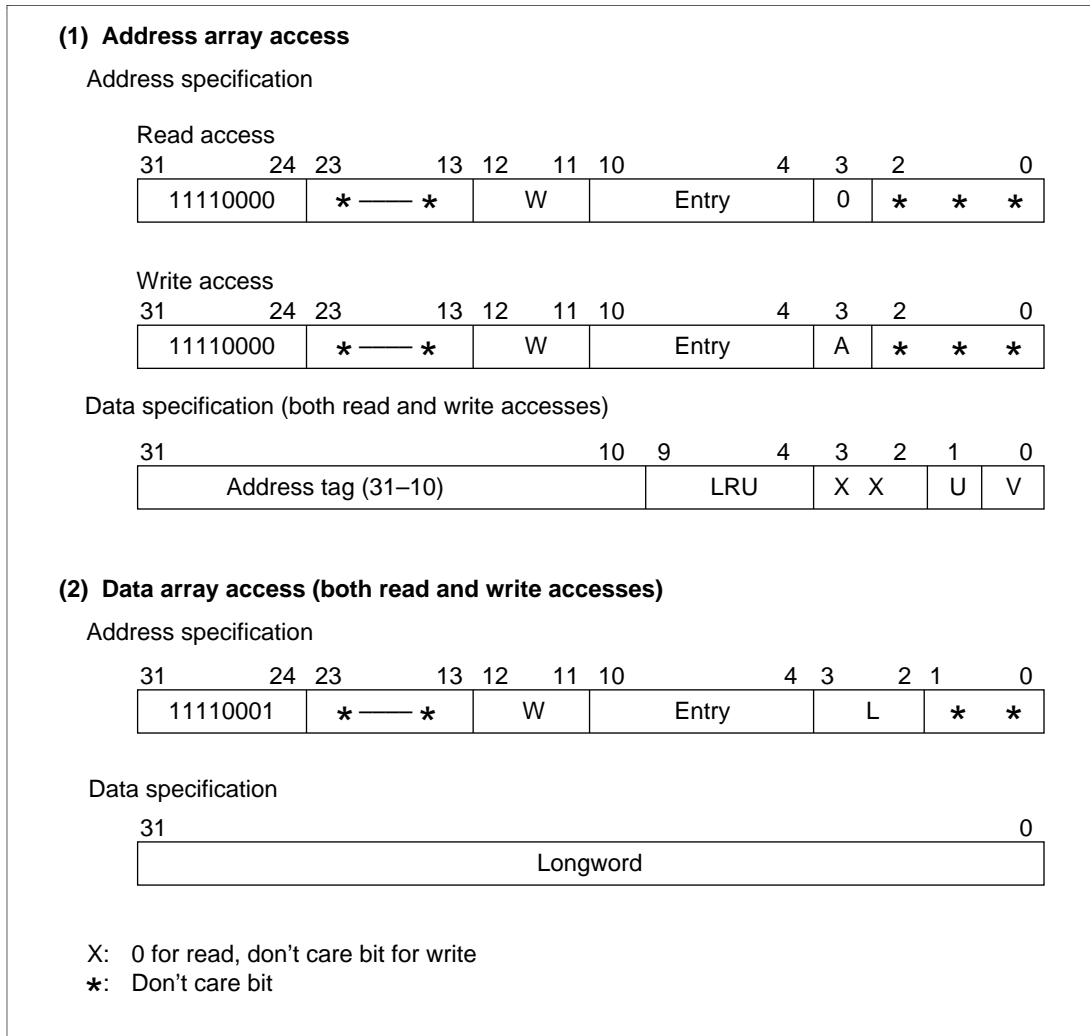 (1) Address array access
Address specification
Read access
31 24 23 13 12 11 10 4 3 2 0
11110000 * —— * W Entry 0 * * *
Write access
31 24 23 13 12 11 10 4 3 2 0
11110000 * —— * W Entry A * * *
Data specification (both read and write accesses)
31 10 9 4 3 2 1 0
Address tag (31–10) LRU X X U V
(2) Data array access (both read and write accesses)
Address specification
31 24 23 13 12 11 10 4 3 2 1 0
11110001 * —— * W Entry L * *
Data specification
31 0
Longword
X: 0 for read, don't care bit for write
*: Don't care bit